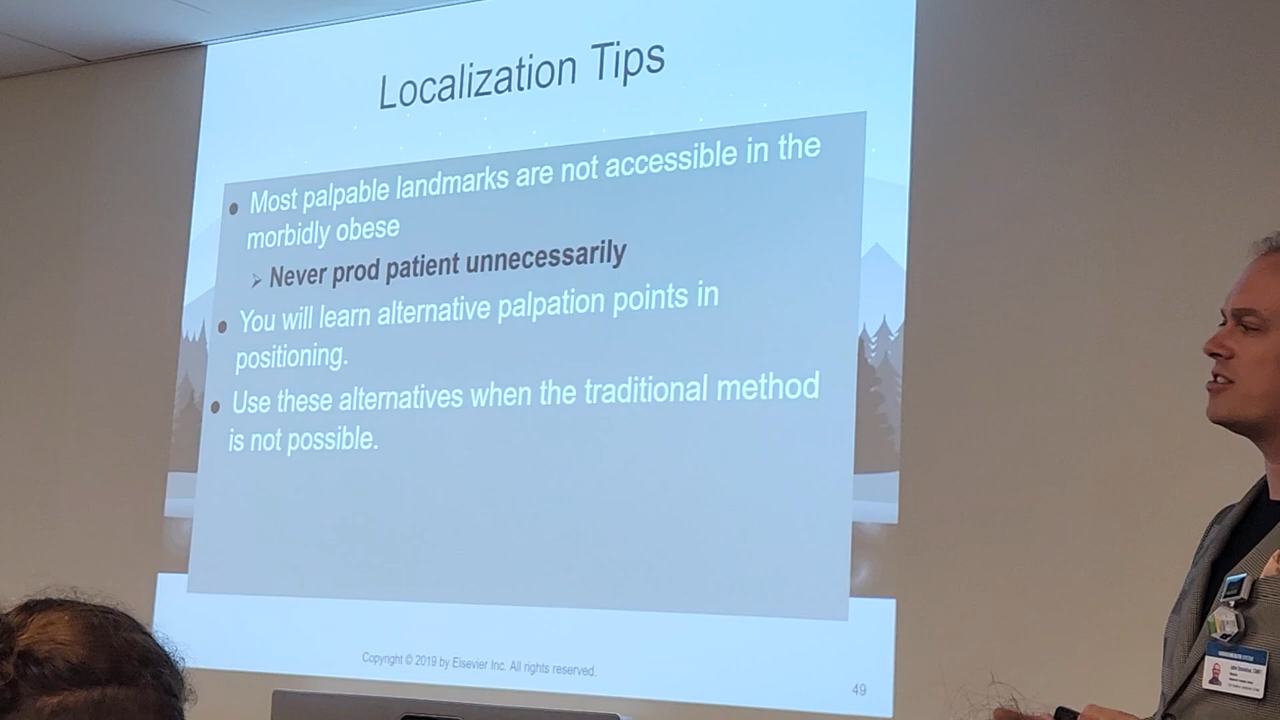 Localization Tips
• Most palpable landmarks are not accessible in the
morbidly obese
➢ Never prod patient unnecessarily
• You will learn alternative palpation points in
positioning.
• Use these alternatives when the traditional method
is not possible.
Copyright © 2019 by Elsevier Inc. All rights reserved.
49